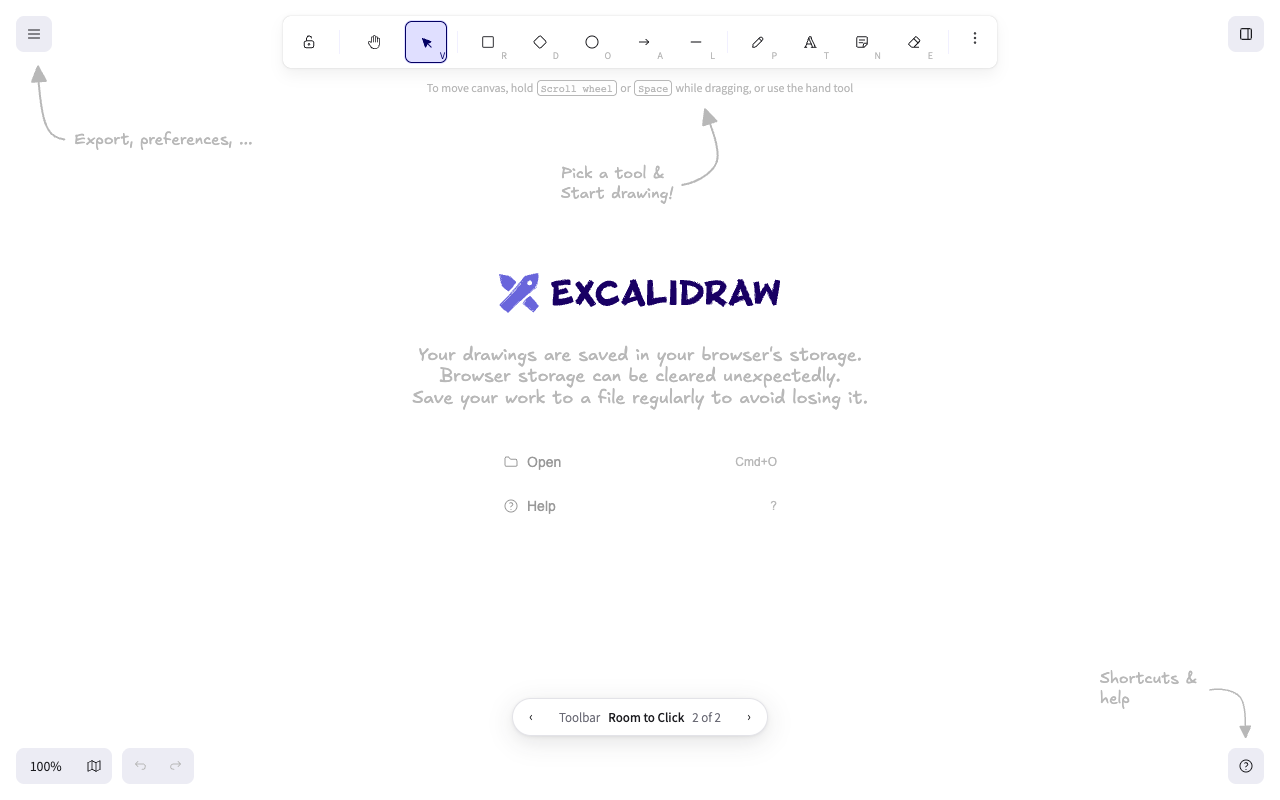 V
R
D
O
A
L
P
T
N
E
To move canvas, hold Scroll wheel or Space while dragging, or use the hand tool
Export, preferences, ...
Pick a tool &
Start drawing!
EXCALIDRAW
Your drawings are saved in your browser's storage.
Browser storage can be cleared unexpectedly.
Save your work to a file regularly to avoid losing it.
Open Cmd+O
Help ?
Shortcuts &
help
‹ Toolbar Room to Click 2 of 2 ›
100%